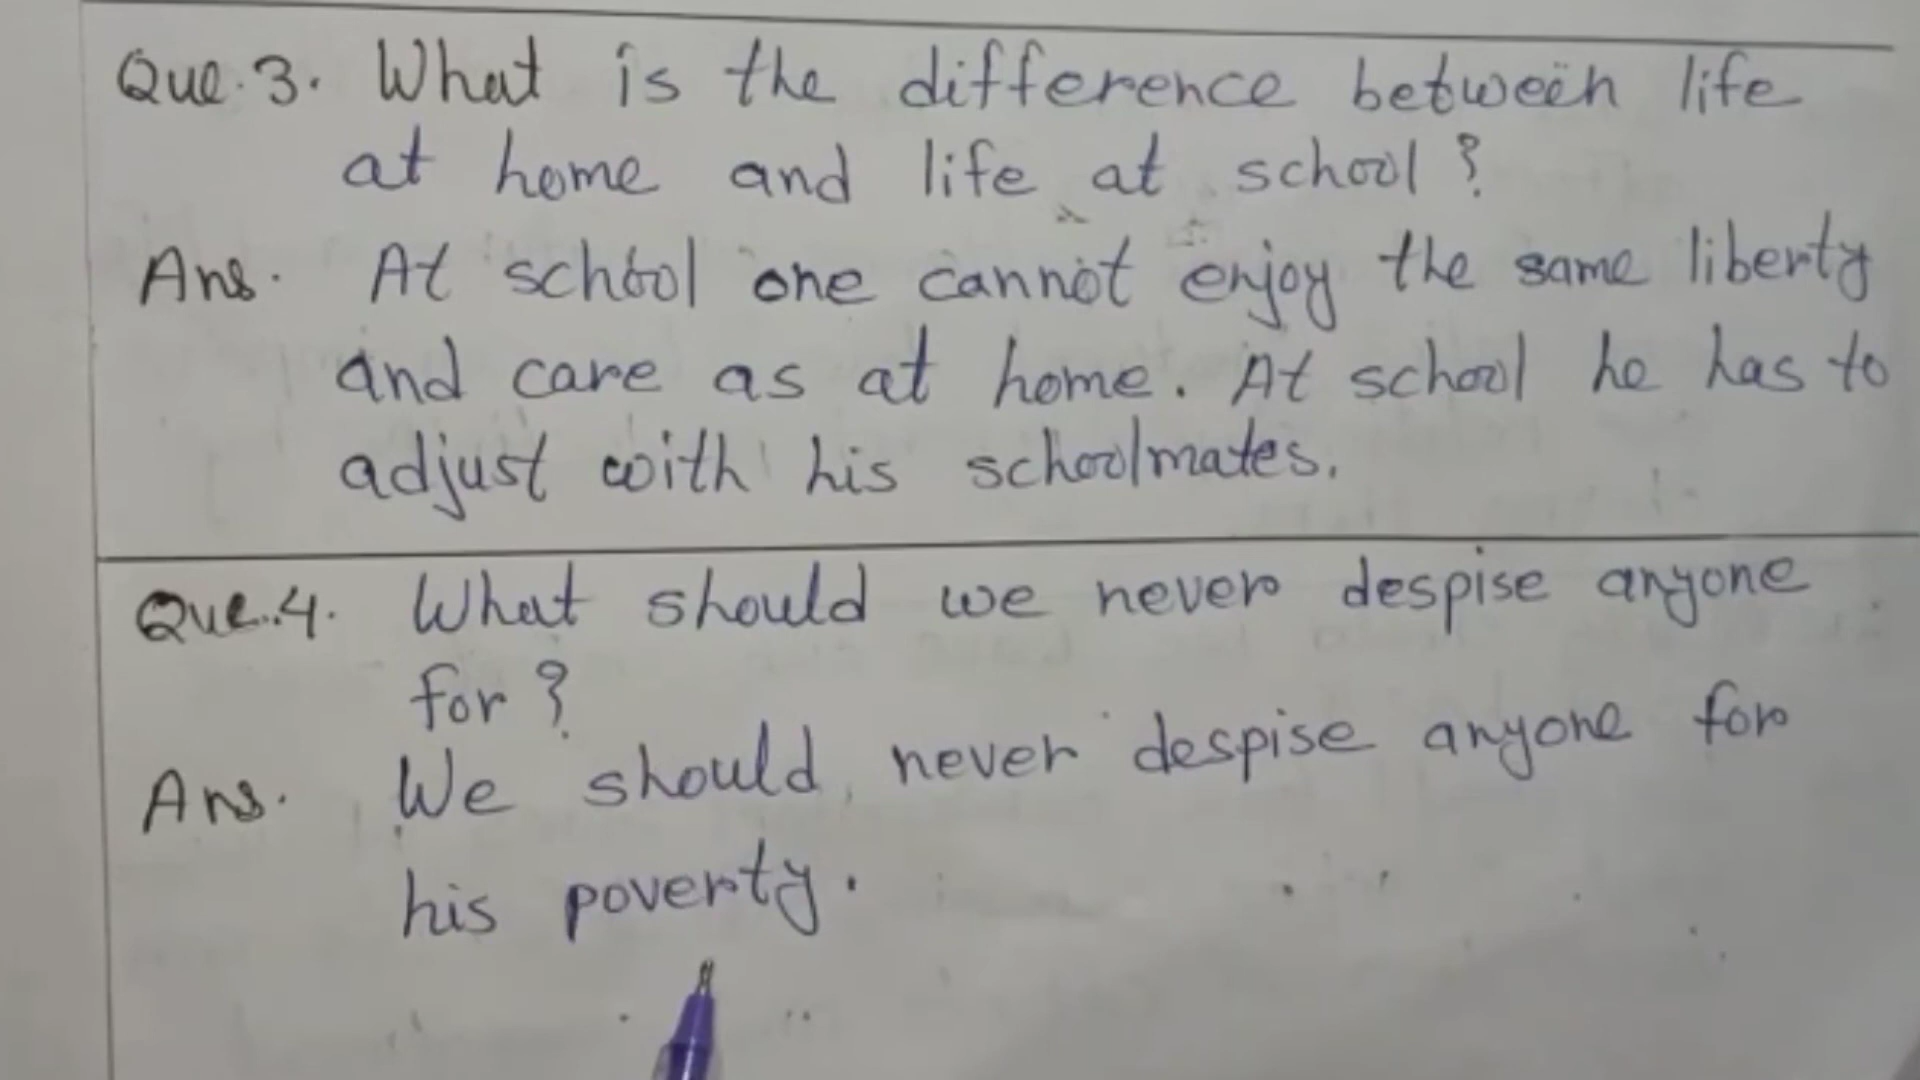 Que.3. What is the difference between life
at home and life at school?
Ans. At school one cannot enjoy the same liberty
and care as at home. At school he has to
adjust with his schoolmates.
Que.4. What should we never despise anyone
for?
Ans. We should never despise anyone for
his poverty.